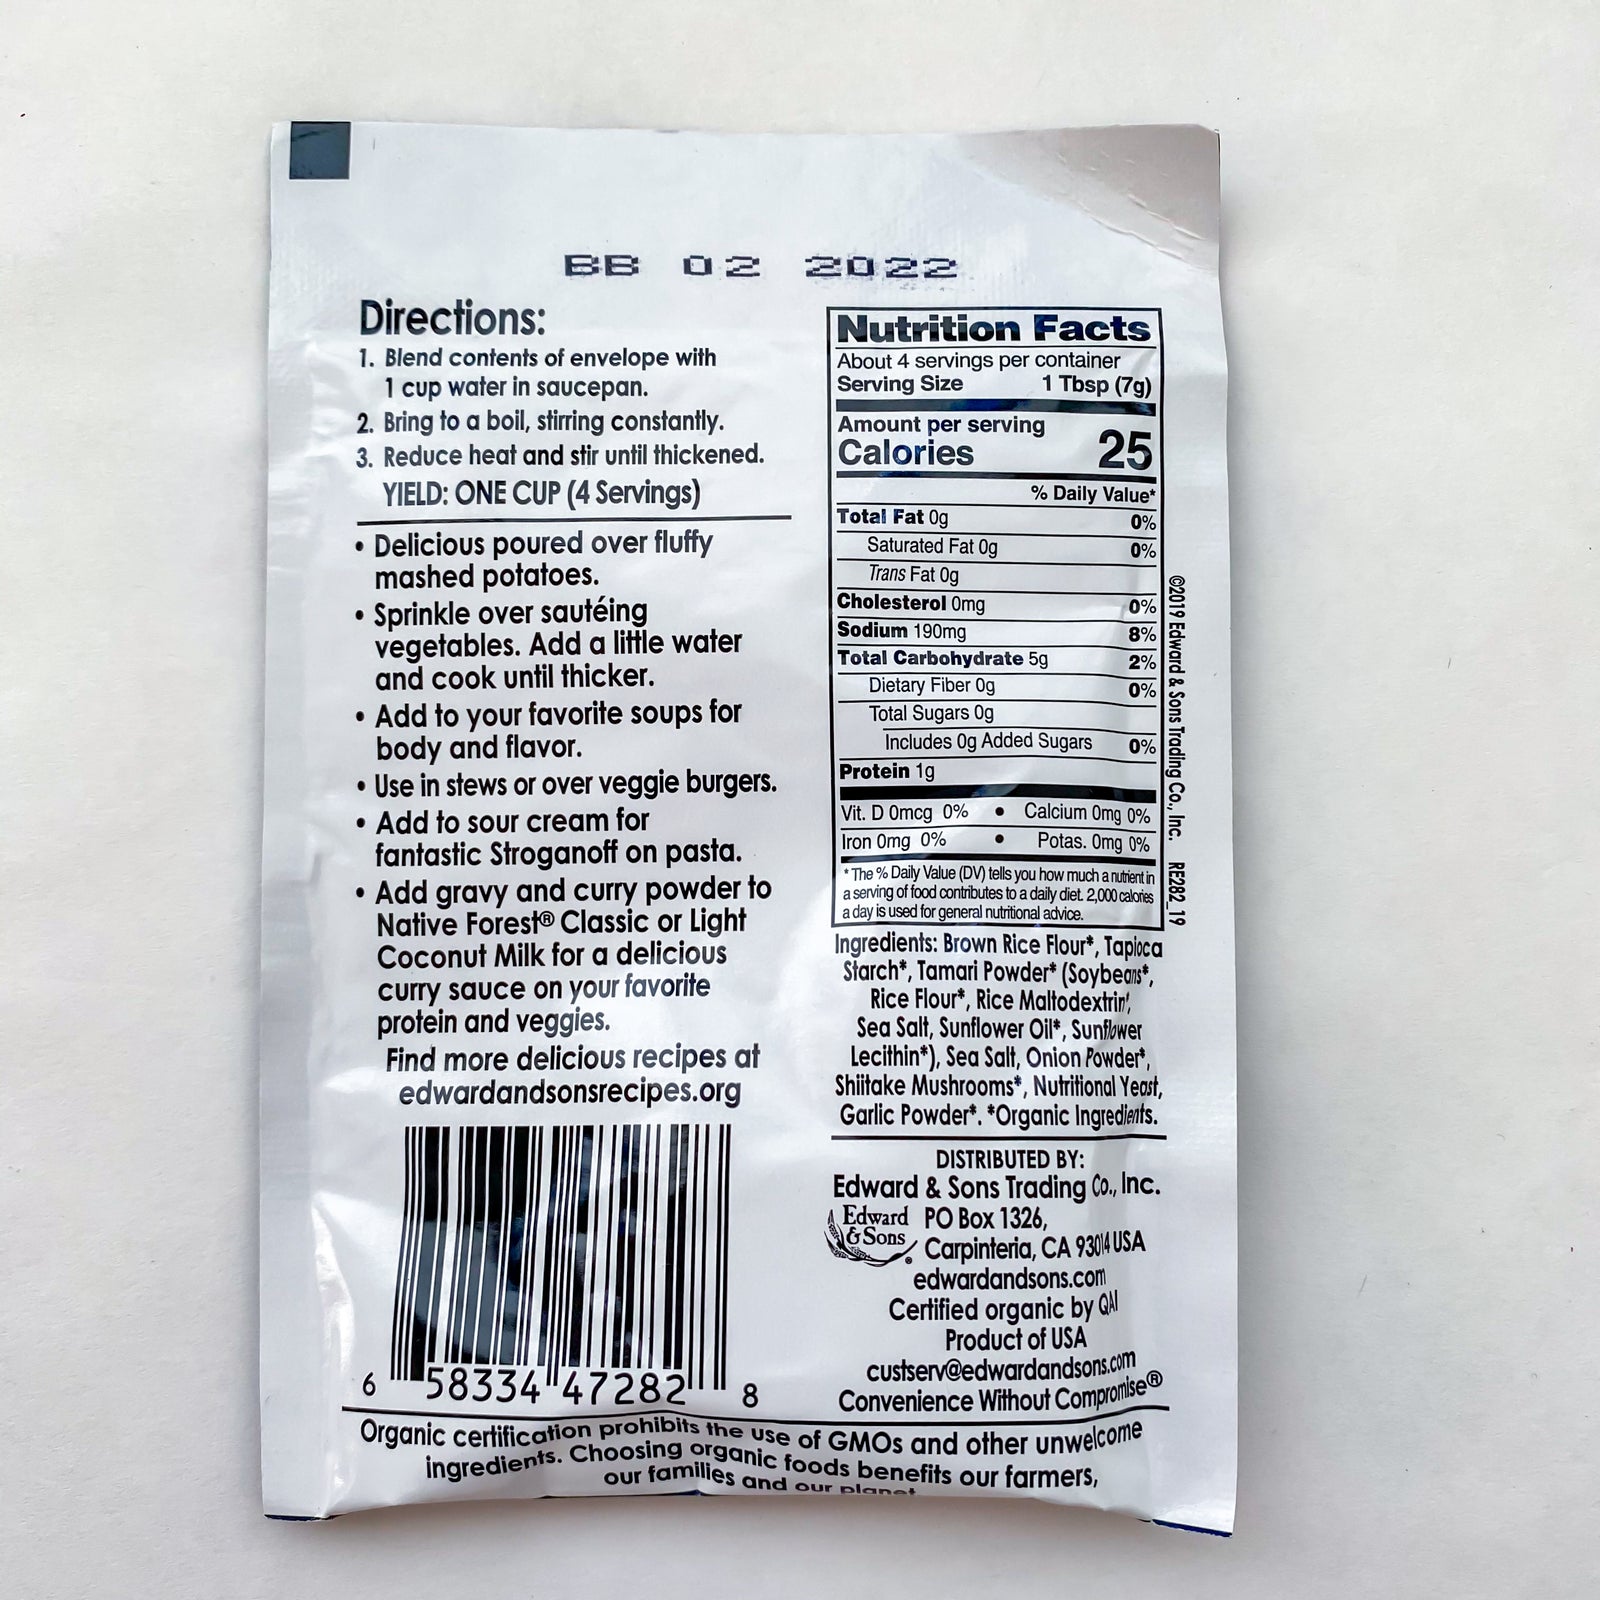 BB 02 2022
Directions:
1. Blend contents of envelope with
1 cup water in saucepan.
2. Bring to a boil, stirring constantly.
3. Reduce heat and stir until thickened.
YIELD: ONE CUP (4 Servings)
• Delicious poured over fluffy
mashed potatoes.
• Sprinkle over sautéing
vegetables. Add a little water
and cook until thicker.
• Add to your favorite soups for
body and flavor.
• Use in stews or over veggie burgers.
• Add to sour cream for
fantastic Stroganoff on pasta.
• Add gravy and curry powder to
Native Forest® Classic or Light
Coconut Milk for a delicious
curry sauce on your favorite
protein and veggies.
Find more delicious recipes at
edwardandsonsrecipes.org
6 58334 47282 8
Nutrition Facts
About 4 servings per container
Serving Size 1 Tbsp (7g)
Amount per serving
Calories 25
% Daily Value*
Total Fat 0g 0%
Saturated Fat 0g 0%
Trans Fat 0g
Cholesterol 0mg 0%
Sodium 190mg 8%
Total Carbohydrate 5g 2%
Dietary Fiber 0g 0%
Total Sugars 0g
Includes 0g Added Sugars 0%
Protein 1g
Vit. D 0mcg 0% • Calcium 0mg 0%
Iron 0mg 0% • Potas. 0mg 0%
* The % Daily Value (DV) tells you how much a nutrient in
a serving of food contributes to a daily diet. 2,000 calories
a day is used for general nutritional advice.
©2019 Edward & Sons Trading Co., Inc. RE282_19
Ingredients: Brown Rice Flour*, Tapioca
Starch*, Tamari Powder* (Soybeans*,
Rice Flour*, Rice Maltodextrin*,
Sea Salt, Sunflower Oil*, Sunflower
Lecithin*), Sea Salt, Onion Powder*,
Shiitake Mushrooms*, Nutritional Yeast,
Garlic Powder*. *Organic Ingredients.
DISTRIBUTED BY:
Edward & Sons Trading Co., Inc.
Edward
& Sons®
PO Box 1326,
Carpinteria, CA 93014 USA
edwardandsons.com
Certified organic by QAI
Product of USA
custserv@edwardandsons.com
Convenience Without Compromise®
Organic certification prohibits the use of GMOs and other unwelcome
ingredients. Choosing organic foods benefits our farmers,
our families and our planet